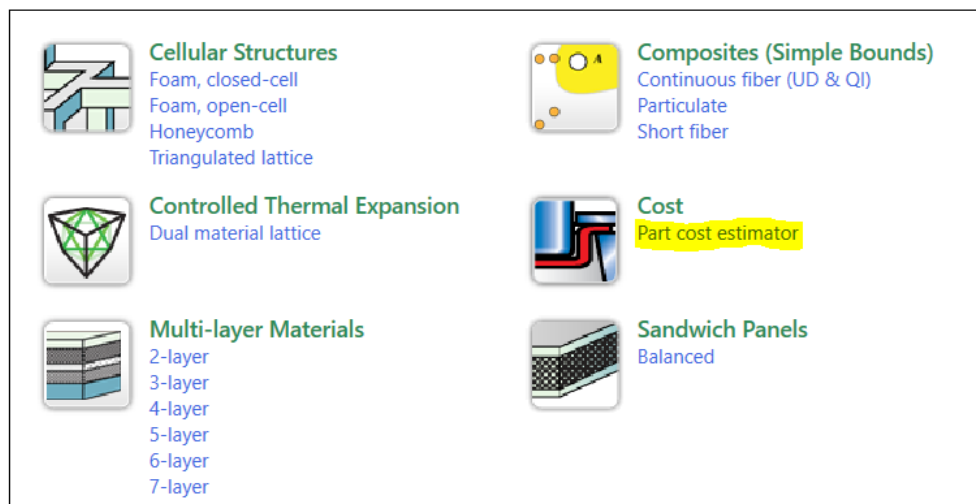 Cellular Structures
Foam, closed-cell
Foam, open-cell
Honeycomb
Triangulated lattice
Composites (Simple Bounds)
Continuous fiber (UD & QI)
Particulate
Short fiber
Controlled Thermal Expansion
Dual material lattice
Cost
Part cost estimator
Multi-layer Materials
2-layer
3-layer
4-layer
5-layer
6-layer
7-layer
Sandwich Panels
Balanced